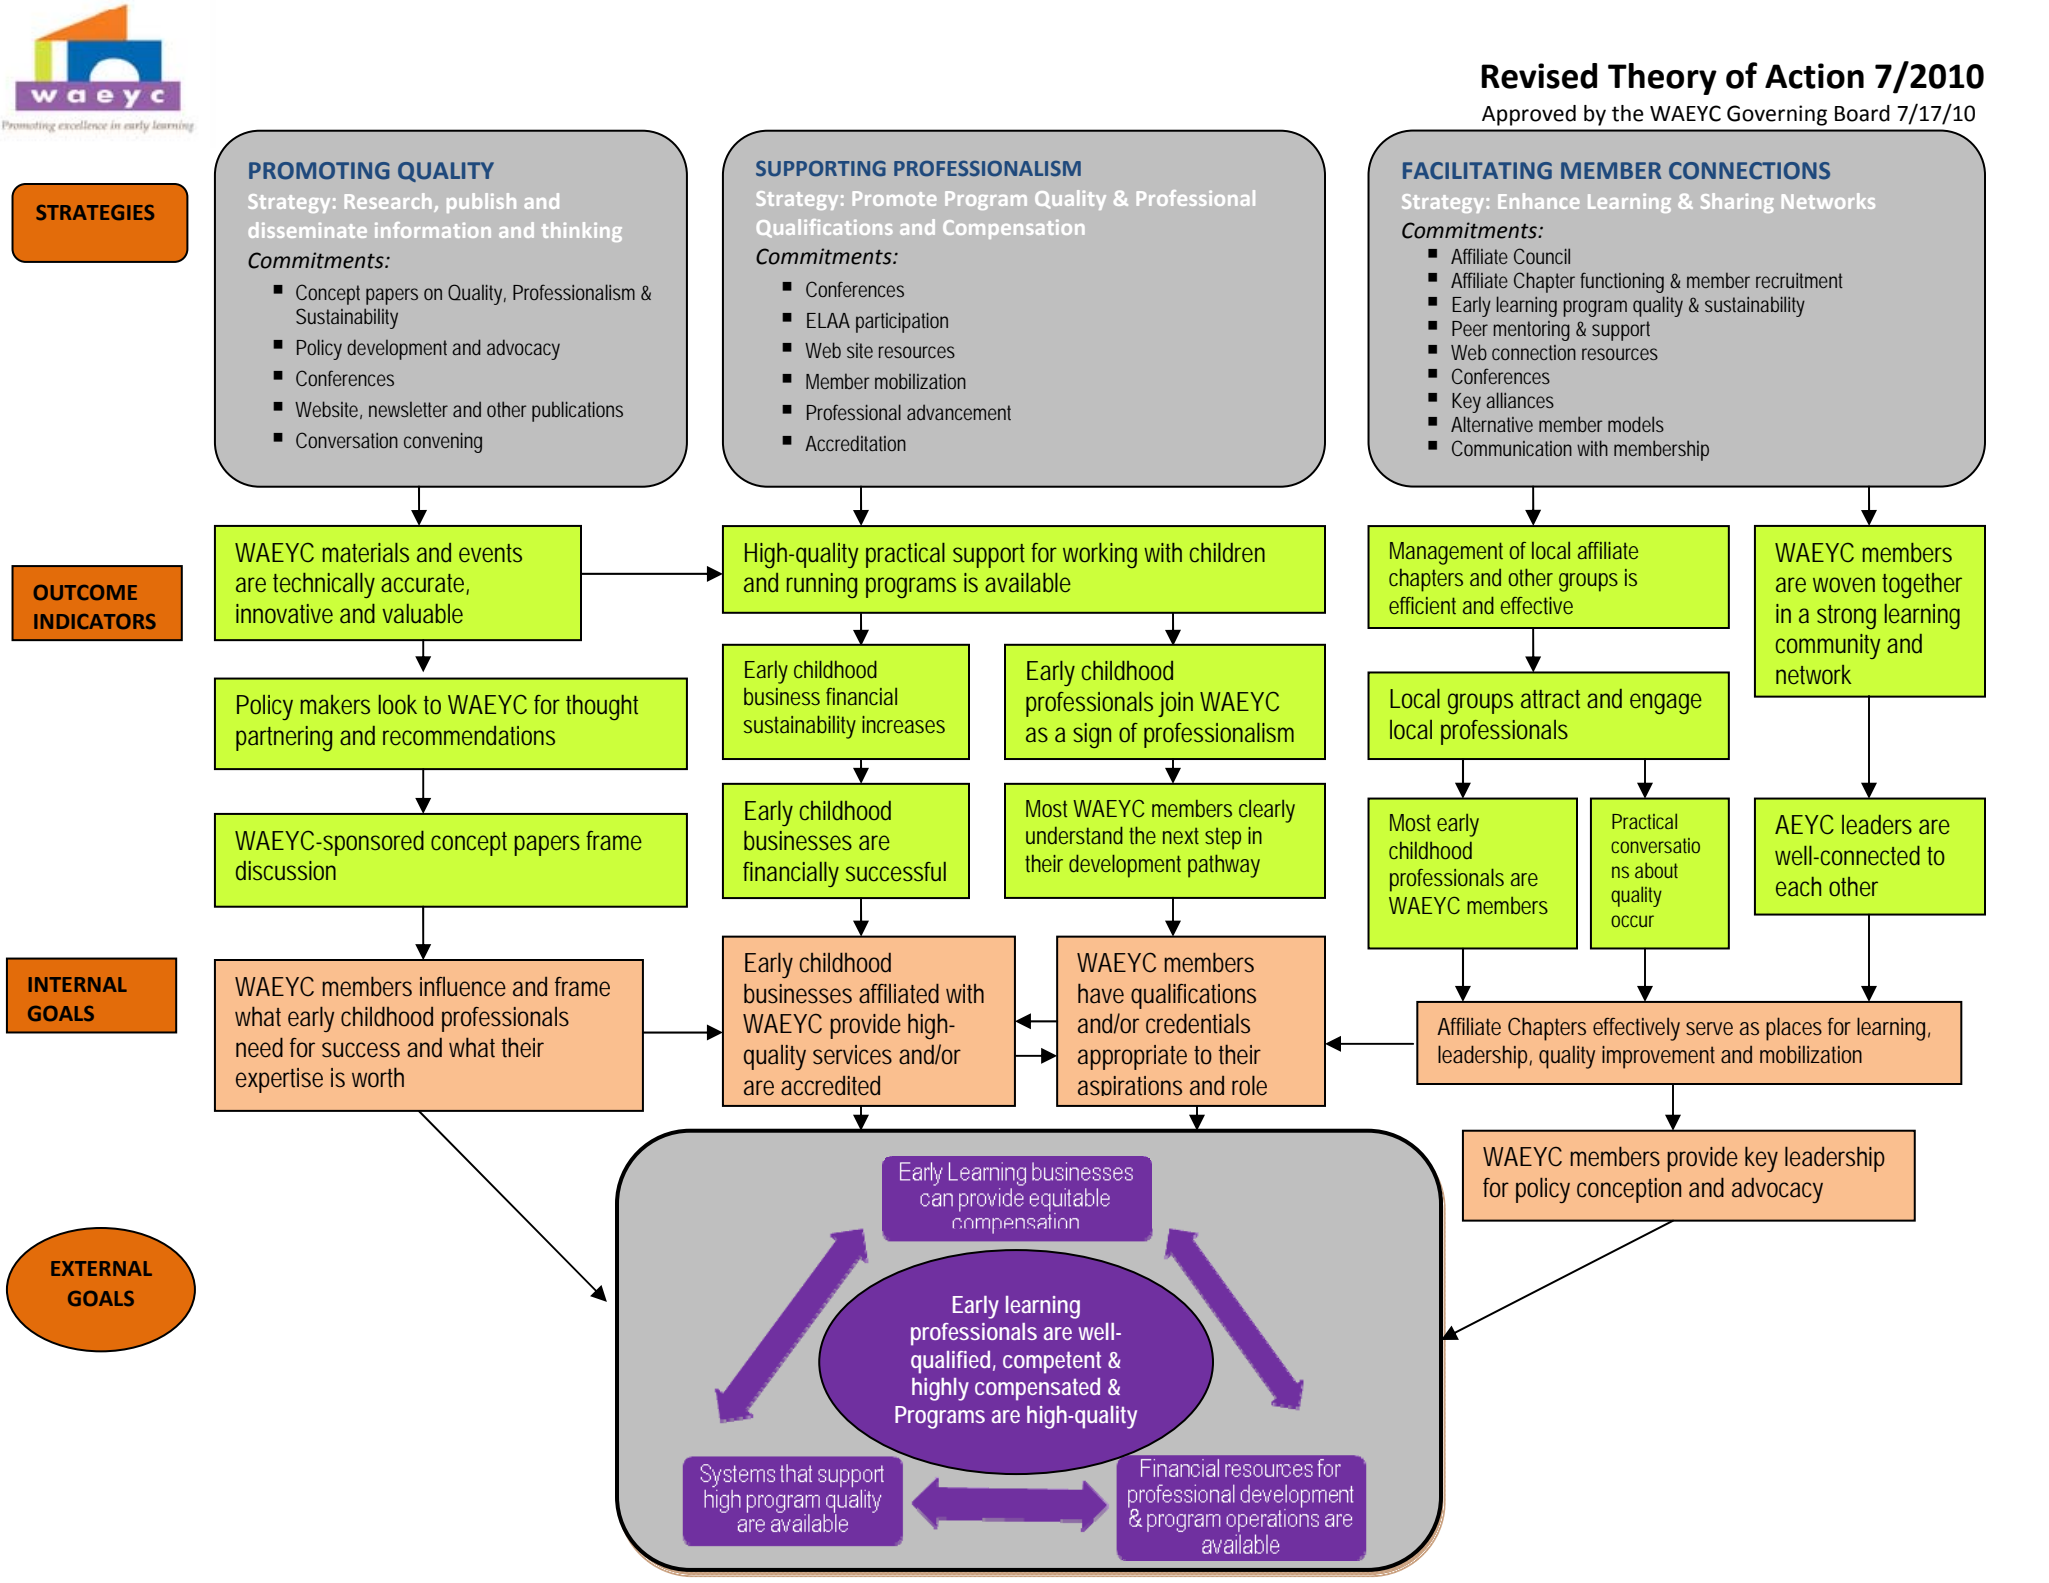 waeyc
Promoting excellence in early learning
Revised Theory of Action 7/2010
Approved by the WAEYC Governing Board 7/17/10
STRATEGIES
PROMOTING QUALITY
Strategy: Research, publish and
disseminate information and thinking
Commitments:
▪ Concept papers on Quality, Professionalism &
Sustainability
▪ Policy development and advocacy
▪ Conferences
▪ Website, newsletter and other publications
▪ Conversation convening
SUPPORTING PROFESSIONALISM
Strategy: Promote Program Quality & Professional
Qualifications and Compensation
Commitments:
▪ Conferences
▪ ELAA participation
▪ Web site resources
▪ Member mobilization
▪ Professional advancement
▪ Accreditation
FACILITATING MEMBER CONNECTIONS
Strategy: Enhance Learning & Sharing Networks
Commitments:
▪ Affiliate Council
▪ Affiliate Chapter functioning & member recruitment
▪ Early learning program quality & sustainability
▪ Peer mentoring & support
▪ Web connection resources
▪ Conferences
▪ Key alliances
▪ Alternative member models
▪ Communication with membership
OUTCOME
INDICATORS
WAEYC materials and events
are technically accurate,
innovative and valuable
High-quality practical support for working with children
and running programs is available
Management of local affiliate
chapters and other groups is
efficient and effective
WAEYC members
are woven together
in a strong learning
community and
network
Policy makers look to WAEYC for thought
partnering and recommendations
Early childhood
business financial
sustainability increases
Early childhood
professionals join WAEYC
as a sign of professionalism
Local groups attract and engage
local professionals
WAEYC-sponsored concept papers frame
discussion
Early childhood
businesses are
financially successful
Most WAEYC members clearly
understand the next step in
their development pathway
Most early
childhood
professionals are
WAEYC members
Practical
conversatio
ns about
quality
occur
AEYC leaders are
well-connected to
each other
INTERNAL
GOALS
WAEYC members influence and frame
what early childhood professionals
need for success and what their
expertise is worth
Early childhood
businesses affiliated with
WAEYC provide high-
quality services and/or
are accredited
WAEYC members
have qualifications
and/or credentials
appropriate to their
aspirations and role
Affiliate Chapters effectively serve as places for learning,
leadership, quality improvement and mobilization
WAEYC members provide key leadership
for policy conception and advocacy
EXTERNAL
GOALS
Early Learning businesses
can provide equitable
compensation
Early learning
professionals are well-
qualified, competent &
highly compensated &
Programs are high-quality
Systems that support
high program quality
are available
Financial resources for
professional development
& program operations are
available